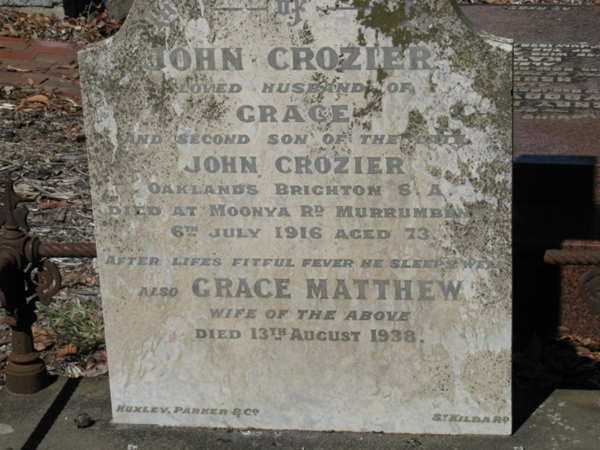 JOHN CROZIER
LOVED HUSBAND OF
GRACE
AND SECOND SON OF THE LATE
JOHN CROZIER
OAKLANDS BRIGHTON S.A.
DIED AT MOONYA RD MURRUMBEENA
6TH JULY 1916 AGED 73.
AFTER LIFES FITFUL FEVER HE SLEEPS WELL
ALSO GRACE MATTHEW
WIFE OF THE ABOVE
DIED 13TH AUGUST 1938.
HUXLEY, PARKER & CO
ST KILDA RD